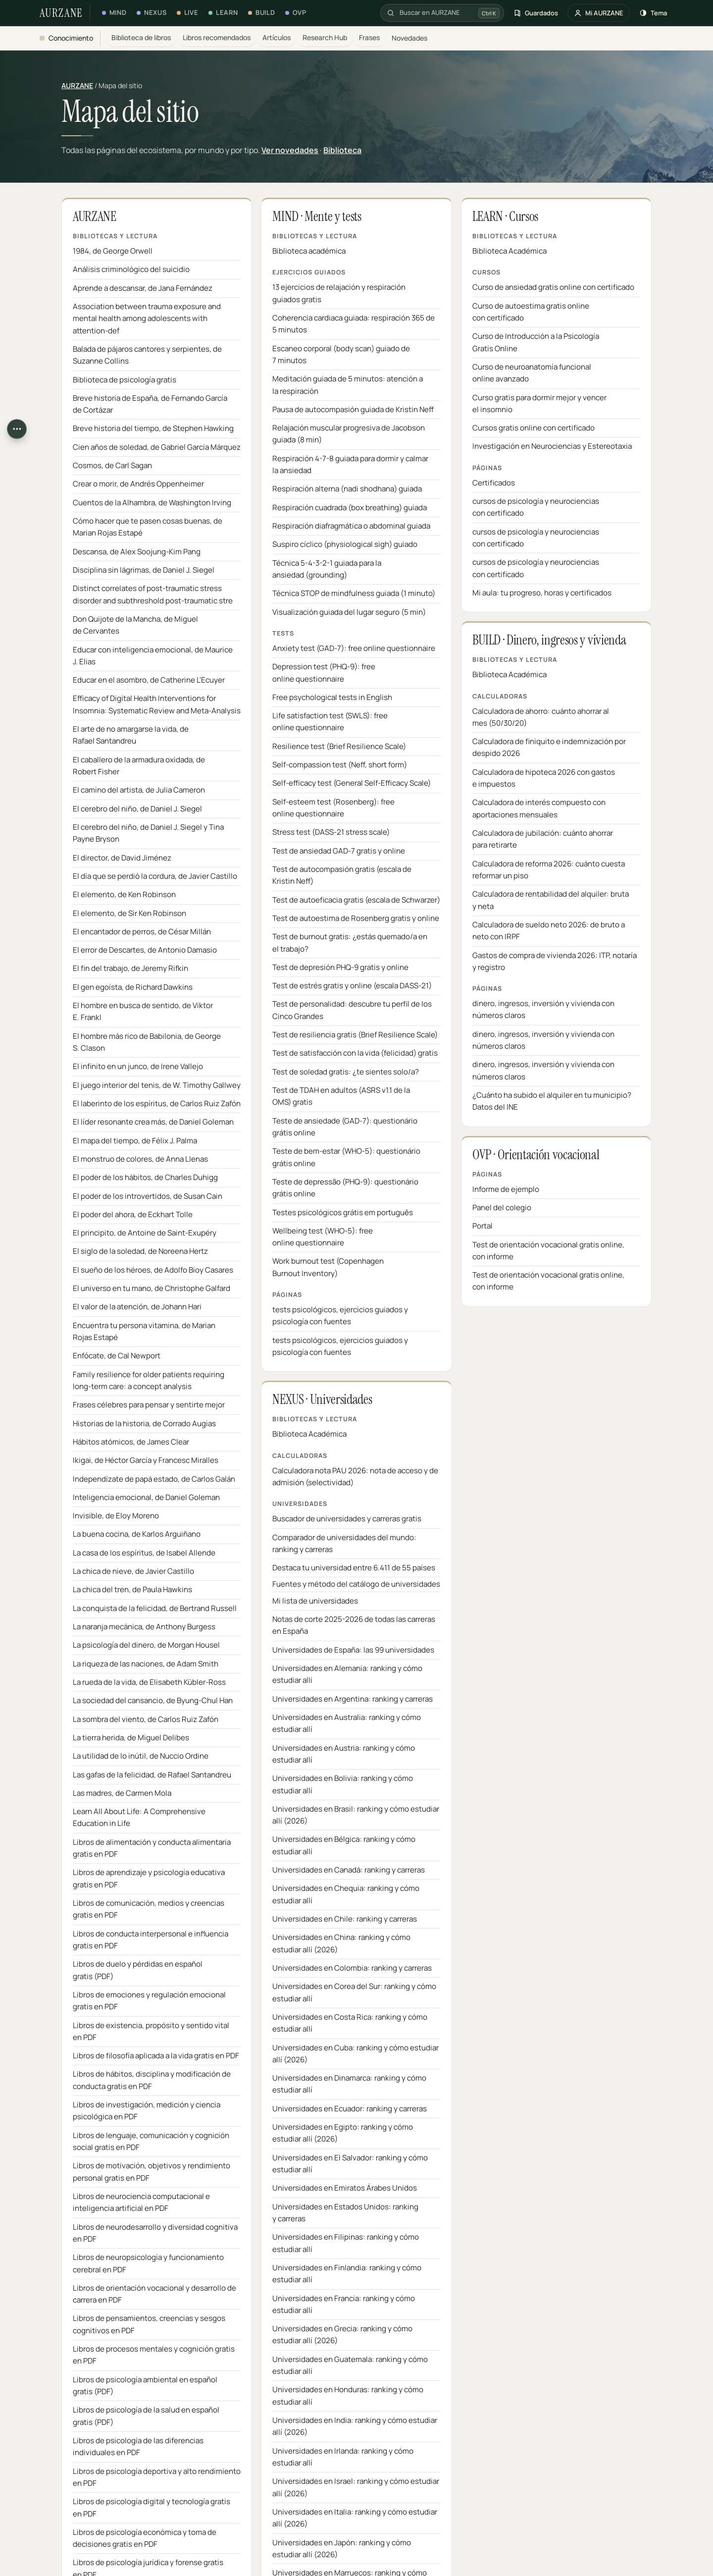 AURZANE
MIND
NEXUS
LIVE
LEARN
BUILD
OVP
Buscar en AURZANE
Ctrl K
Guardados
Mi AURZANE
Tema
Conocimiento
Biblioteca de libros
Libros recomendados
Artículos
Research Hub
Frases
Novedades
AURZANE / Mapa del sitio
Mapa del sitio
Todas las páginas del ecosistema, por mundo y por tipo. Ver novedades · Biblioteca
AURZANE
BIBLIOTECAS Y LECTURA
1984, de George Orwell
Análisis criminológico del suicidio
Aprende a descansar, de Jana Fernández
Association between trauma exposure and
mental health among adolescents with
attention-def
Balada de pájaros cantores y serpientes, de
Suzanne Collins
Biblioteca de psicología gratis
Breve historia de España, de Fernando García
de Cortázar
Breve historia del tiempo, de Stephen Hawking
Cien años de soledad, de Gabriel García Márquez
Cosmos, de Carl Sagan
Crear o morir, de Andrés Oppenheimer
Cuentos de la Alhambra, de Washington Irving
Cómo hacer que te pasen cosas buenas, de
Marian Rojas Estapé
Descansa, de Alex Soojung-Kim Pang
Disciplina sin lágrimas, de Daniel J. Siegel
Distinct correlates of post-traumatic stress
disorder and subthreshold post-traumatic stre
Don Quijote de la Mancha, de Miguel
de Cervantes
Educar con inteligencia emocional, de Maurice
J. Elias
Educar en el asombro, de Catherine L'Ecuyer
Efficacy of Digital Health Interventions for
Insomnia: Systematic Review and Meta-Analysis
El arte de no amargarse la vida, de
Rafael Santandreu
El caballero de la armadura oxidada, de
Robert Fisher
El camino del artista, de Julia Cameron
El cerebro del niño, de Daniel J. Siegel
El cerebro del niño, de Daniel J. Siegel y Tina
Payne Bryson
El director, de David Jiménez
El día que se perdió la cordura, de Javier Castillo
El elemento, de Ken Robinson
El elemento, de Sir Ken Robinson
El encantador de perros, de César Millán
El error de Descartes, de Antonio Damasio
El fin del trabajo, de Jeremy Rifkin
El gen egoísta, de Richard Dawkins
El hombre en busca de sentido, de Viktor
E. Frankl
El hombre más rico de Babilonia, de George
S. Clason
El infinito en un junco, de Irene Vallejo
El juego interior del tenis, de W. Timothy Gallwey
El laberinto de los espíritus, de Carlos Ruiz Zafón
El líder resonante crea más, de Daniel Goleman
El mapa del tiempo, de Félix J. Palma
El monstruo de colores, de Anna Llenas
El poder de los hábitos, de Charles Duhigg
El poder de los introvertidos, de Susan Cain
El poder del ahora, de Eckhart Tolle
El principito, de Antoine de Saint-Exupéry
El siglo de la soledad, de Noreena Hertz
El sueño de los héroes, de Adolfo Bioy Casares
El universo en tu mano, de Christophe Galfard
El valor de la atención, de Johann Hari
Encuentra tu persona vitamina, de Marian
Rojas Estapé
Enfócate, de Cal Newport
Family resilience for older patients requiring
long-term care: a concept analysis
Frases célebres para pensar y sentirte mejor
Historias de la historia, de Corrado Augias
Hábitos atómicos, de James Clear
Ikigai, de Héctor García y Francesc Miralles
Independízate de papá estado, de Carlos Galán
Inteligencia emocional, de Daniel Goleman
Invisible, de Eloy Moreno
La buena cocina, de Karlos Arguiñano
La casa de los espíritus, de Isabel Allende
La chica de nieve, de Javier Castillo
La chica del tren, de Paula Hawkins
La conquista de la felicidad, de Bertrand Russell
La naranja mecánica, de Anthony Burgess
La psicología del dinero, de Morgan Housel
La riqueza de las naciones, de Adam Smith
La rueda de la vida, de Elisabeth Kübler-Ross
La sociedad del cansancio, de Byung-Chul Han
La sombra del viento, de Carlos Ruiz Zafón
La tierra herida, de Miguel Delibes
La utilidad de lo inútil, de Nuccio Ordine
Las gafas de la felicidad, de Rafael Santandreu
Las madres, de Carmen Mola
Learn All About Life: A Comprehensive
Education in Life
Libros de alimentación y conducta alimentaria
gratis en PDF
Libros de aprendizaje y psicología educativa
gratis en PDF
Libros de comunicación, medios y creencias
gratis en PDF
Libros de conducta interpersonal e influencia
gratis en PDF
Libros de duelo y pérdidas en español
gratis (PDF)
Libros de emociones y regulación emocional
gratis en PDF
Libros de existencia, propósito y sentido vital
en PDF
Libros de filosofía aplicada a la vida gratis en PDF
Libros de hábitos, disciplina y modificación de
conducta gratis en PDF
Libros de investigación, medición y ciencia
psicológica en PDF
Libros de lenguaje, comunicación y cognición
social gratis en PDF
Libros de motivación, objetivos y rendimiento
personal gratis en PDF
Libros de neurociencia computacional e
inteligencia artificial en PDF
Libros de neurodesarrollo y diversidad cognitiva
en PDF
Libros de neuropsicología y funcionamiento
cerebral en PDF
Libros de orientación vocacional y desarrollo de
carrera en PDF
Libros de pensamientos, creencias y sesgos
cognitivos en PDF
Libros de procesos mentales y cognición gratis
en PDF
Libros de psicología ambiental en español
gratis (PDF)
Libros de psicología de la salud en español
gratis (PDF)
Libros de psicología de las diferencias
individuales en PDF
Libros de psicología deportiva y alto rendimiento
en PDF
Libros de psicología digital y tecnología gratis
en PDF
Libros de psicología económica y toma de
decisiones gratis en PDF
Libros de psicología jurídica y forense gratis
en PDF
MIND · Mente y tests
BIBLIOTECAS Y LECTURA
Biblioteca académica
EJERCICIOS GUIADOS
13 ejercicios de relajación y respiración
guiados gratis
Coherencia cardiaca guiada: respiración 365 de
5 minutos
Escaneo corporal (body scan) guiado de
7 minutos
Meditación guiada de 5 minutos: atención a
la respiración
Pausa de autocompasión guiada de Kristin Neff
Relajación muscular progresiva de Jacobson
guiada (8 min)
Respiración 4-7-8 guiada para dormir y calmar
la ansiedad
Respiración alterna (nadi shodhana) guiada
Respiración cuadrada (box breathing) guiada
Respiración diafragmática o abdominal guiada
Suspiro cíclico (physiological sigh) guiado
Técnica 5-4-3-2-1 guiada para la
ansiedad (grounding)
Técnica STOP de mindfulness guiada (1 minuto)
Visualización guiada del lugar seguro (5 min)
TESTS
Anxiety test (GAD-7): free online questionnaire
Depression test (PHQ-9): free
online questionnaire
Free psychological tests in English
Life satisfaction test (SWLS): free
online questionnaire
Resilience test (Brief Resilience Scale)
Self-compassion test (Neff, short form)
Self-efficacy test (General Self-Efficacy Scale)
Self-esteem test (Rosenberg): free
online questionnaire
Stress test (DASS-21 stress scale)
Test de ansiedad GAD-7 gratis y online
Test de autocompasión gratis (escala de
Kristin Neff)
Test de autoeficacia gratis (escala de Schwarzer)
Test de autoestima de Rosenberg gratis y online
Test de burnout gratis: ¿estás quemado/a en
el trabajo?
Test de depresión PHQ-9 gratis y online
Test de estrés gratis y online (escala DASS-21)
Test de personalidad: descubre tu perfil de los
Cinco Grandes
Test de resiliencia gratis (Brief Resilience Scale)
Test de satisfacción con la vida (felicidad) gratis
Test de soledad gratis: ¿te sientes solo/a?
Test de TDAH en adultos (ASRS v1.1 de la
OMS) gratis
Teste de ansiedade (GAD-7): questionário
grátis online
Teste de bem-estar (WHO-5): questionário
grátis online
Teste de depressão (PHQ-9): questionário
grátis online
Testes psicológicos grátis em português
Wellbeing test (WHO-5): free
online questionnaire
Work burnout test (Copenhagen
Burnout Inventory)
PÁGINAS
tests psicológicos, ejercicios guiados y
psicología con fuentes
tests psicológicos, ejercicios guiados y
psicología con fuentes
NEXUS · Universidades
BIBLIOTECAS Y LECTURA
Biblioteca Académica
CALCULADORAS
Calculadora nota PAU 2026: nota de acceso y de
admisión (selectividad)
UNIVERSIDADES
Buscador de universidades y carreras gratis
Comparador de universidades del mundo:
ranking y carreras
Destaca tu universidad entre 6.411 de 55 países
Fuentes y método del catálogo de universidades
Mi lista de universidades
Notas de corte 2025-2026 de todas las carreras
en España
Universidades de España: las 99 universidades
Universidades en Alemania: ranking y cómo
estudiar allí
Universidades en Argentina: ranking y carreras
Universidades en Australia: ranking y cómo
estudiar allí
Universidades en Austria: ranking y cómo
estudiar allí
Universidades en Bolivia: ranking y cómo
estudiar allí
Universidades en Brasil: ranking y cómo estudiar
allí (2026)
Universidades en Bélgica: ranking y cómo
estudiar allí
Universidades en Canadá: ranking y carreras
Universidades en Chequia: ranking y cómo
estudiar allí
Universidades en Chile: ranking y carreras
Universidades en China: ranking y cómo
estudiar allí (2026)
Universidades en Colombia: ranking y carreras
Universidades en Corea del Sur: ranking y cómo
estudiar allí
Universidades en Costa Rica: ranking y cómo
estudiar allí
Universidades en Cuba: ranking y cómo estudiar
allí (2026)
Universidades en Dinamarca: ranking y cómo
estudiar allí
Universidades en Ecuador: ranking y carreras
Universidades en Egipto: ranking y cómo
estudiar allí (2026)
Universidades en El Salvador: ranking y cómo
estudiar allí
Universidades en Emiratos Árabes Unidos
Universidades en Estados Unidos: ranking
y carreras
Universidades en Filipinas: ranking y cómo
estudiar allí
Universidades en Finlandia: ranking y cómo
estudiar allí
Universidades en Francia: ranking y cómo
estudiar allí
Universidades en Grecia: ranking y cómo
estudiar allí (2026)
Universidades en Guatemala: ranking y cómo
estudiar allí
Universidades en Honduras: ranking y cómo
estudiar allí
Universidades en India: ranking y cómo estudiar
allí (2026)
Universidades en Irlanda: ranking y cómo
estudiar allí
Universidades en Israel: ranking y cómo estudiar
allí (2026)
Universidades en Italia: ranking y cómo estudiar
allí (2026)
Universidades en Japón: ranking y cómo
estudiar allí (2026)
Universidades en Marruecos: ranking y cómo
LEARN · Cursos
BIBLIOTECAS Y LECTURA
Biblioteca Académica
CURSOS
Curso de ansiedad gratis online con certificado
Curso de autoestima gratis online
con certificado
Curso de Introducción a la Psicología
Gratis Online
Curso de neuroanatomía funcional
online avanzado
Curso gratis para dormir mejor y vencer
el insomnio
Cursos gratis online con certificado
Investigación en Neurociencias y Estereotaxia
PÁGINAS
Certificados
cursos de psicología y neurociencias
con certificado
cursos de psicología y neurociencias
con certificado
cursos de psicología y neurociencias
con certificado
Mi aula: tu progreso, horas y certificados
BUILD · Dinero, ingresos y vivienda
BIBLIOTECAS Y LECTURA
Biblioteca Académica
CALCULADORAS
Calculadora de ahorro: cuánto ahorrar al
mes (50/30/20)
Calculadora de finiquito e indemnización por
despido 2026
Calculadora de hipoteca 2026 con gastos
e impuestos
Calculadora de interés compuesto con
aportaciones mensuales
Calculadora de jubilación: cuánto ahorrar
para retirarte
Calculadora de reforma 2026: cuánto cuesta
reformar un piso
Calculadora de rentabilidad del alquiler: bruta
y neta
Calculadora de sueldo neto 2026: de bruto a
neto con IRPF
Gastos de compra de vivienda 2026: ITP, notaría
y registro
PÁGINAS
dinero, ingresos, inversión y vivienda con
números claros
dinero, ingresos, inversión y vivienda con
números claros
dinero, ingresos, inversión y vivienda con
números claros
¿Cuánto ha subido el alquiler en tu municipio?
Datos del INE
OVP · Orientación vocacional
PÁGINAS
Informe de ejemplo
Panel del colegio
Portal
Test de orientación vocacional gratis online,
con informe
Test de orientación vocacional gratis online,
con informe